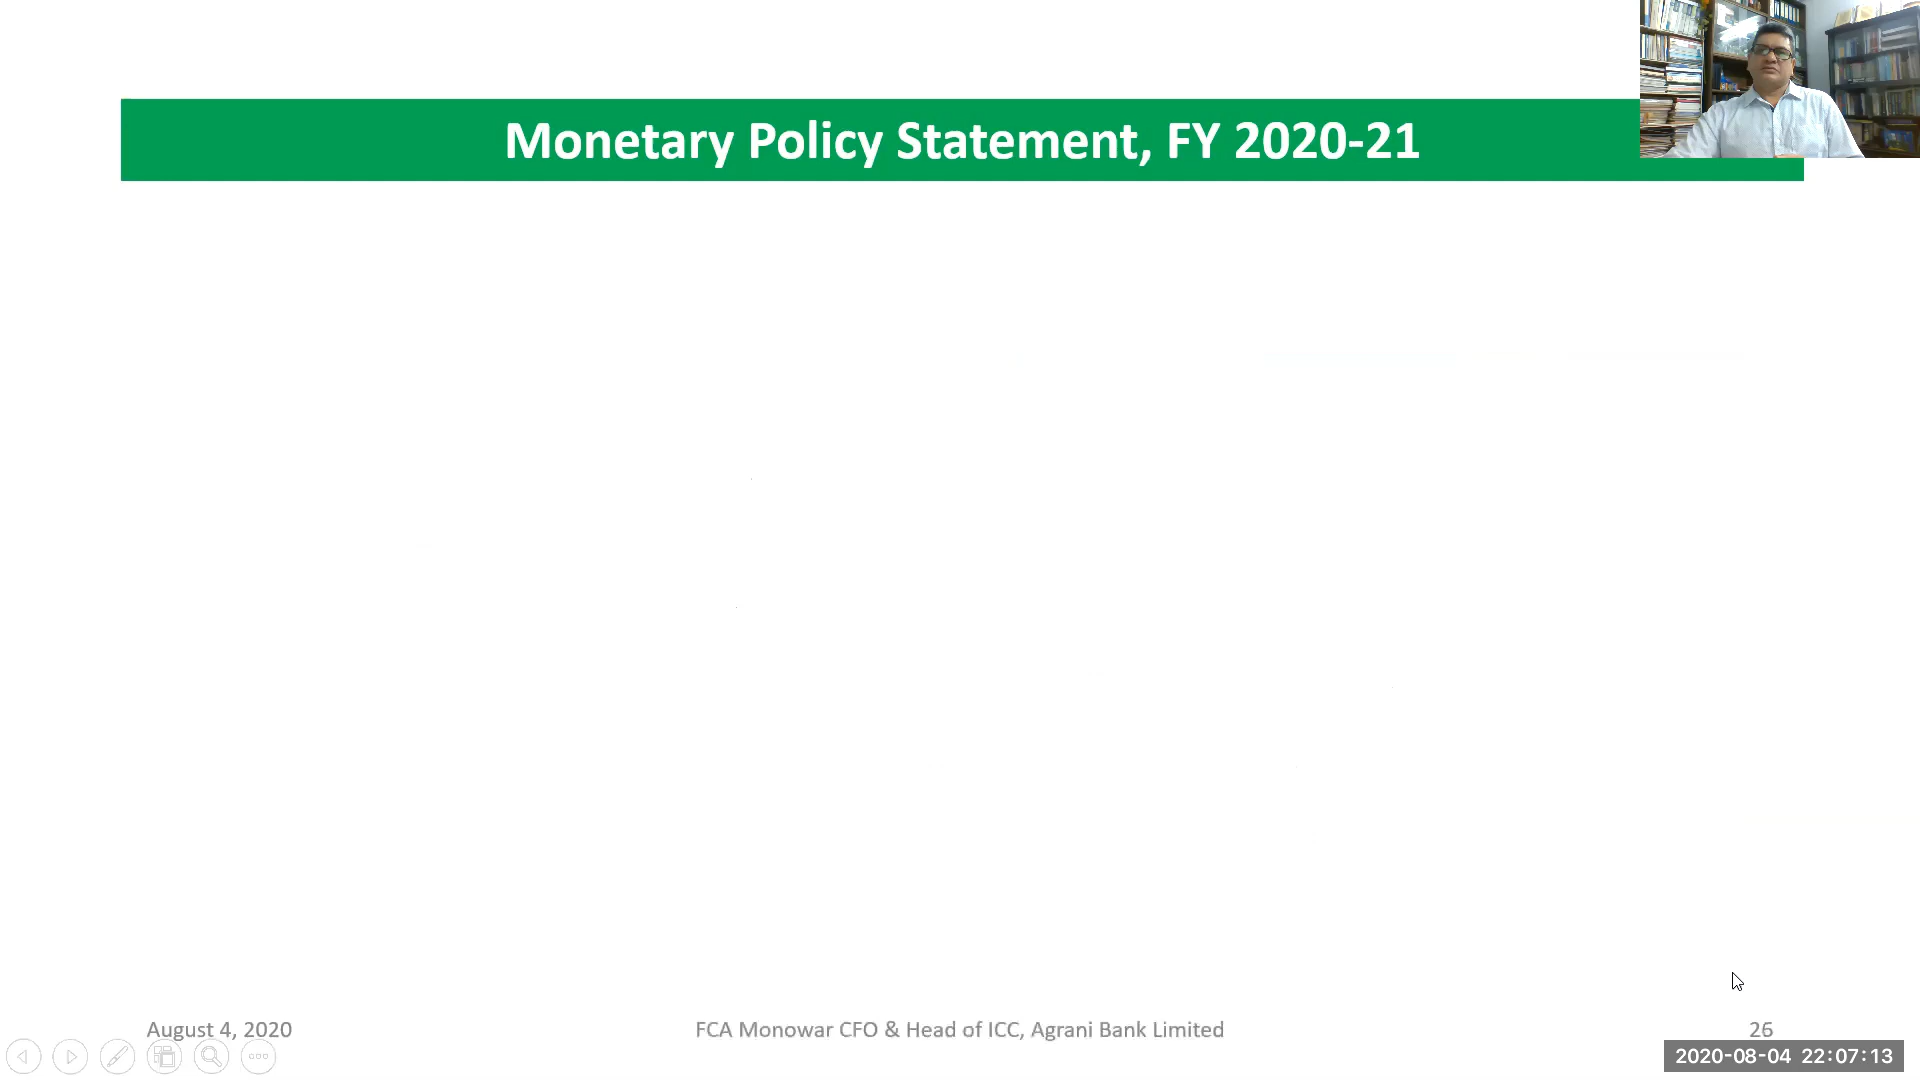 Monetary Policy Statement, FY 2020-21
August 4, 2020
FCA Monowar CFO & Head of ICC, Agrani Bank Limited
26
2020-08-04 22:07:13